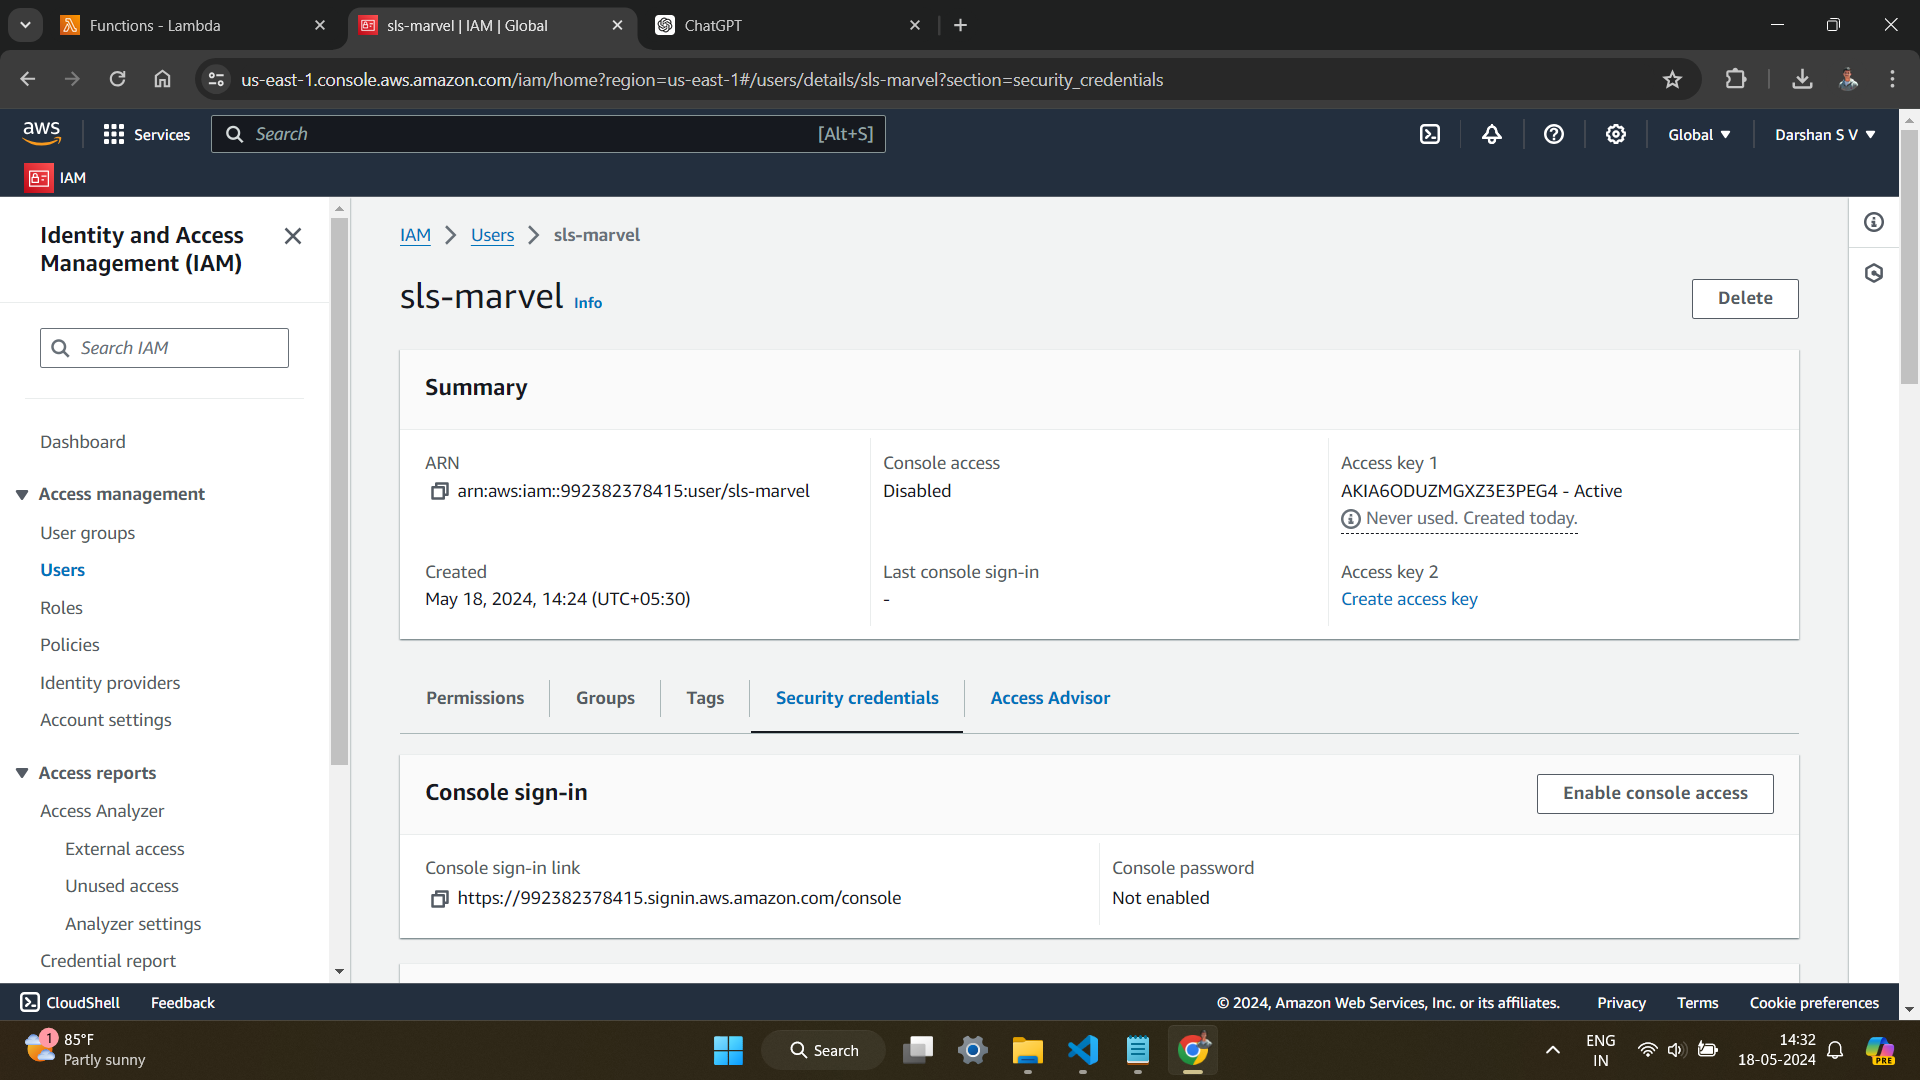 Functions - Lambda
sls-marvel | IAM | Global
ChatGPT
us-east-1.console.aws.amazon.com/iam/home?region=us-east-1#/users/details/sls-marvel?section=security_credentials
aws
Services
Search
[Alt+S]
Global
Darshan S V
IAM
Identity and Access
Management (IAM)
Search IAM
Dashboard
Access management
User groups
Users
Roles
Policies
Identity providers
Account settings
Access reports
Access Analyzer
External access
Unused access
Analyzer settings
Credential report
IAM
Users
sls-marvel
sls-marvel Info
Delete
Summary
ARN
arn:aws:iam::992382378415:user/sls-marvel
Console access
Disabled
Access key 1
AKIA6ODUZMGXZ3E3PEG4 - Active
Never used. Created today.
Created
May 18, 2024, 14:24 (UTC+05:30)
Last console sign-in
-
Access key 2
Create access key
Permissions
Groups
Tags
Security credentials
Access Advisor
Console sign-in
Enable console access
Console sign-in link
https://992382378415.signin.aws.amazon.com/console
Console password
Not enabled
CloudShell
Feedback
© 2024, Amazon Web Services, Inc. or its affiliates.
Privacy
Terms
Cookie preferences
1
85°F
Partly sunny
Search
ENG
IN
14:32
18-05-2024
PRE